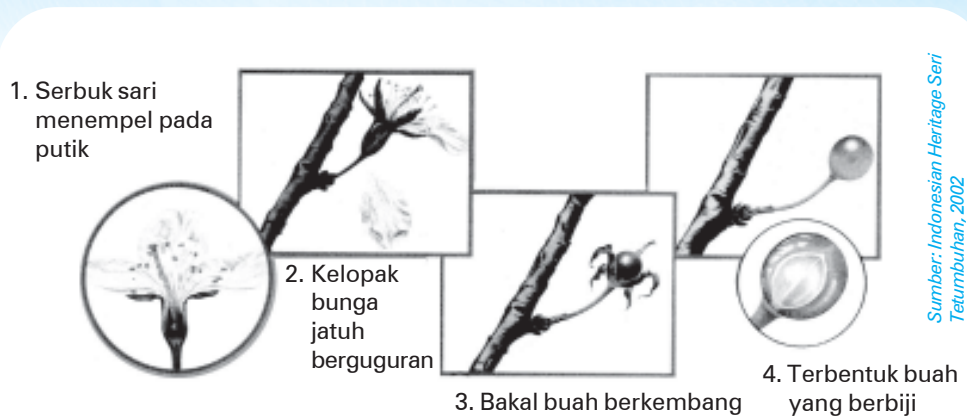 1. Serbuk sari
menempel pada
putik
2. Kelopak
bunga
jatuh
berguguran
3. Bakal buah berkembang
4. Terbentuk buah
yang berbiji
Sumber: Indonesian Heritage Seri
Tetumbuhan, 2002